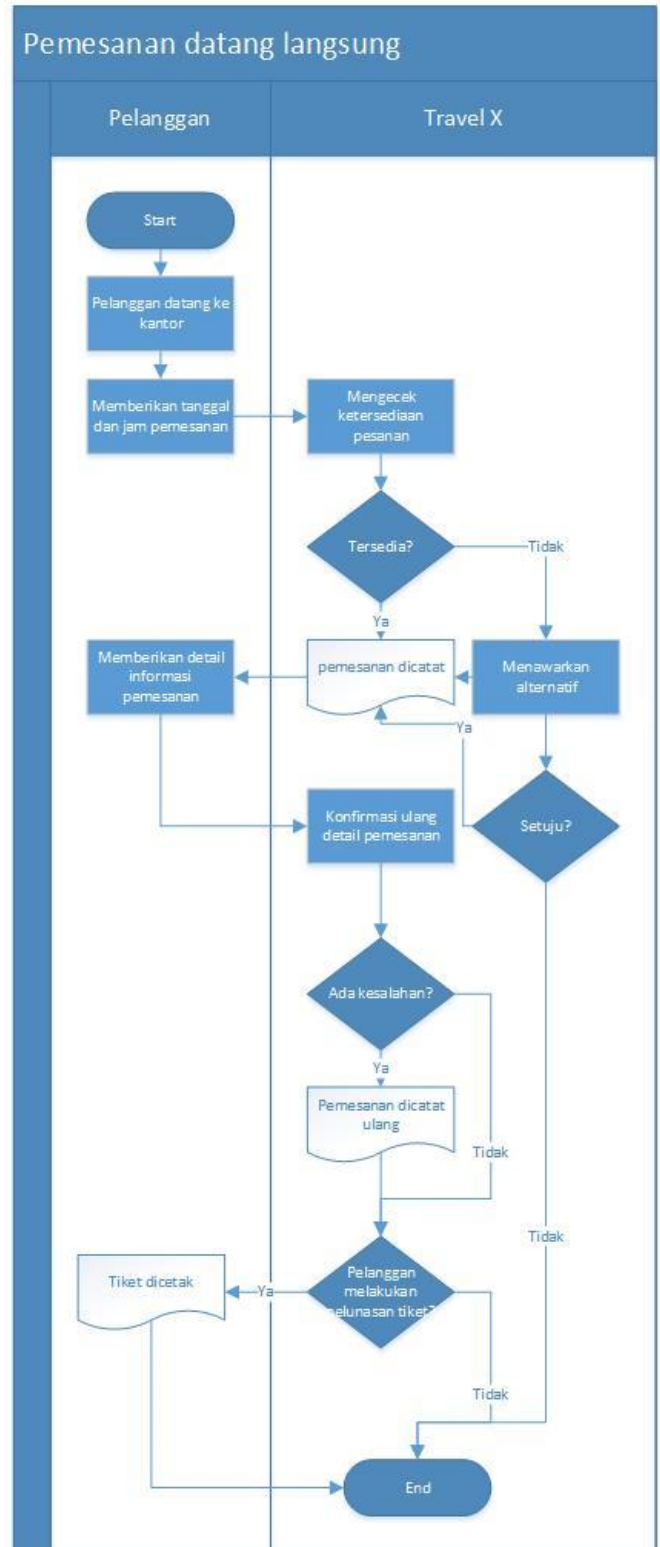 Pemesanan datang langsung
Pelanggan
Travel X
Start
Pelanggan datang ke
kantor
Memberikan tanggal
dan jam pemesanan
Mengecek
ketersediaan
pesanan
Tersedia?
Tidak
Ya
Memberikan detail
informasi
pemesanan
pemesanan dicatat
Menawarkan
alternatif
Ya
Konfirmasi ulang
detail pemesanan
Setuju?
Ada kesalahan?
Ya
Pemesanan dicatat
ulang
Tidak
Tidak
Tiket dicetak
Ya
Pelanggan
melakukan
pelunasan tiket?
Tidak
End